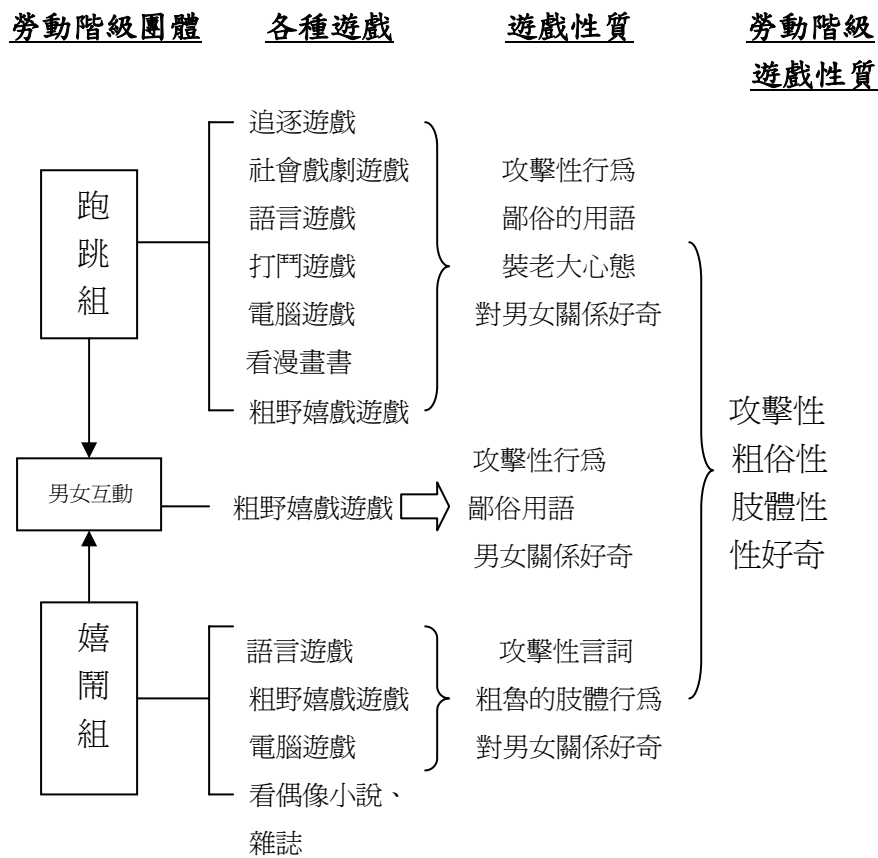 勞動階級團體
各種遊戲
遊戲性質
勞動階級
遊戲性質
跑
跳
組
追逐遊戲
社會戲劇遊戲
語言遊戲
打鬥遊戲
電腦遊戲
看漫畫書
粗野嬉戲遊戲
攻擊性行為
鄙俗的用語
裝老大心態
對男女關係好奇
男女互動
粗野嬉戲遊戲
攻擊性行為
鄙俗用語
男女關係好奇
嬉
鬧
組
語言遊戲
粗野嬉戲遊戲
電腦遊戲
看偶像小說、
雜誌
攻擊性言詞
粗魯的肢體行為
對男女關係好奇
攻擊性
粗俗性
肢體性
性好奇